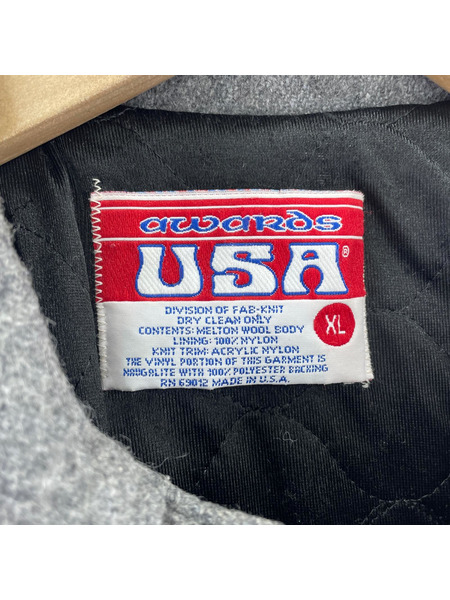 awards
USA®
DIVISION OF FAB-KNIT
DRY CLEAN ONLY
CONTENTS: MELTON WOOL BODY
LINING: 100% NYLON
KNIT TRIM: ACRYLIC NYLON
THE VINYL PORTION OF THIS GARMENT IS
NAUGALITE WITH 100% POLYESTER BACKING
RN 69012 MADE IN U.S.A.
XL